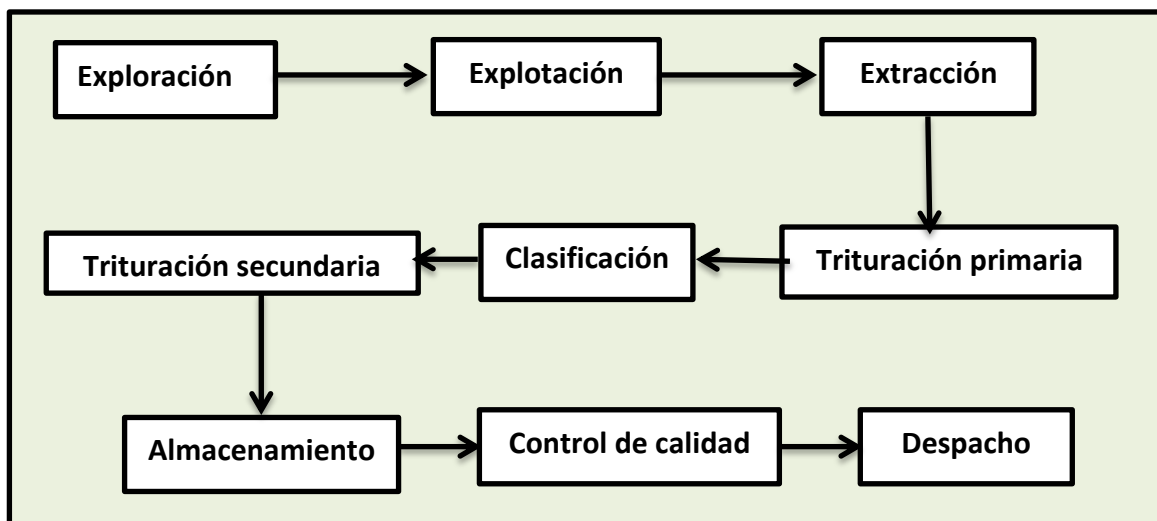 Exploración
Explotación
Extracción
Trituración primaria
Clasificación
Trituración secundaria
Almacenamiento
Control de calidad
Despacho